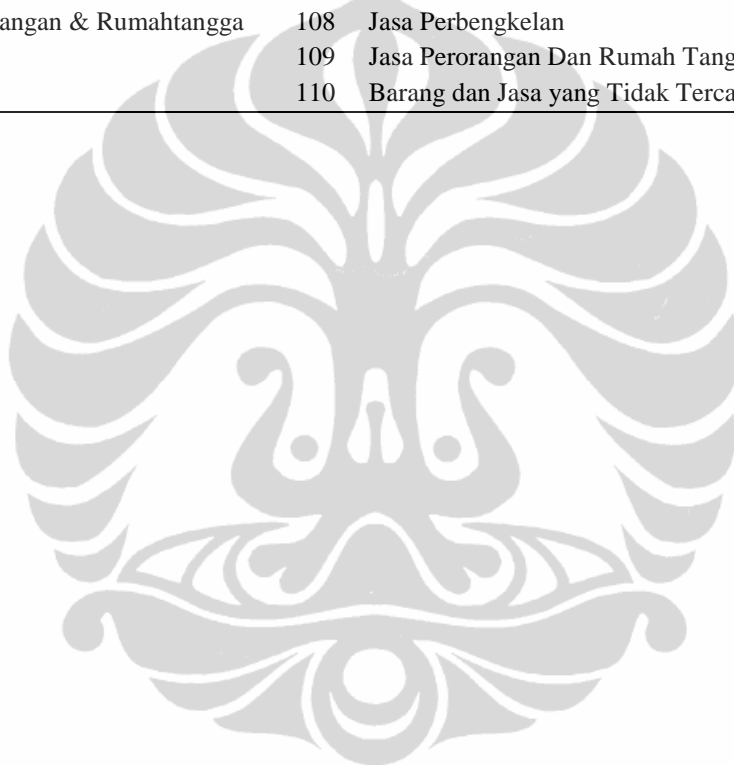 angan & Rumahtangga 108 Jasa Perbengkelan
109 Jasa Perorangan Dan Rumah Tang
110 Barang dan Jasa yang Tidak Terca